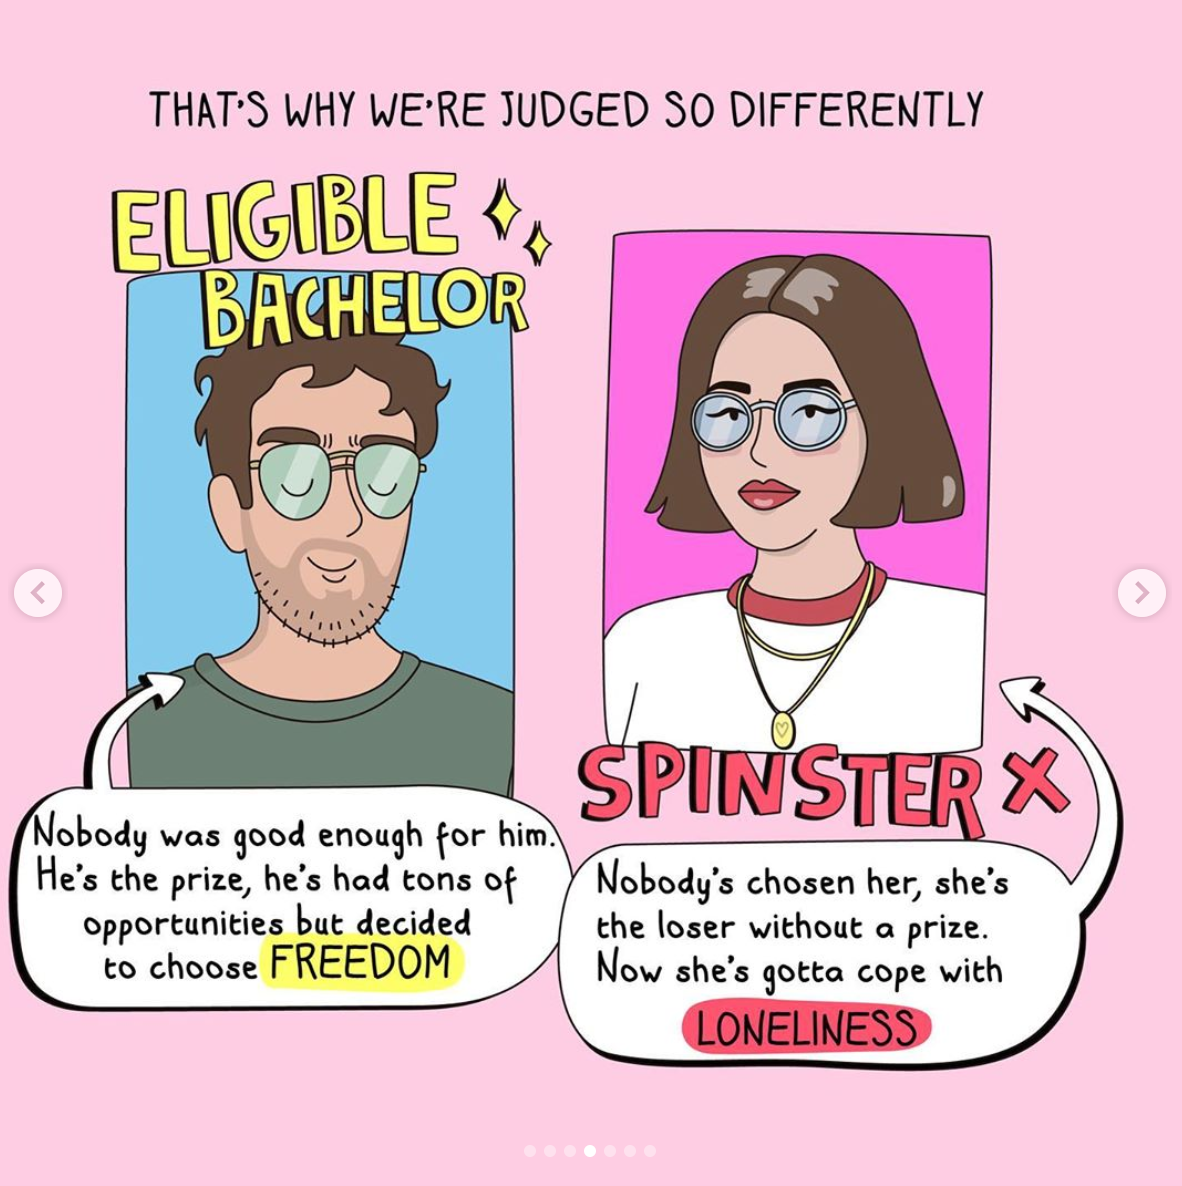 THAT'S WHY WE'RE JUDGED SO DIFFERENTLY
ELIGIBLE
BACHELOR
Nobody was good enough for him.
He's the prize, he's had tons of
opportunities but decided
to choose FREEDOM
SPINSTER X
Nobody's chosen her, she's
the loser without a prize.
Now she's gotta cope with
LONELINESS